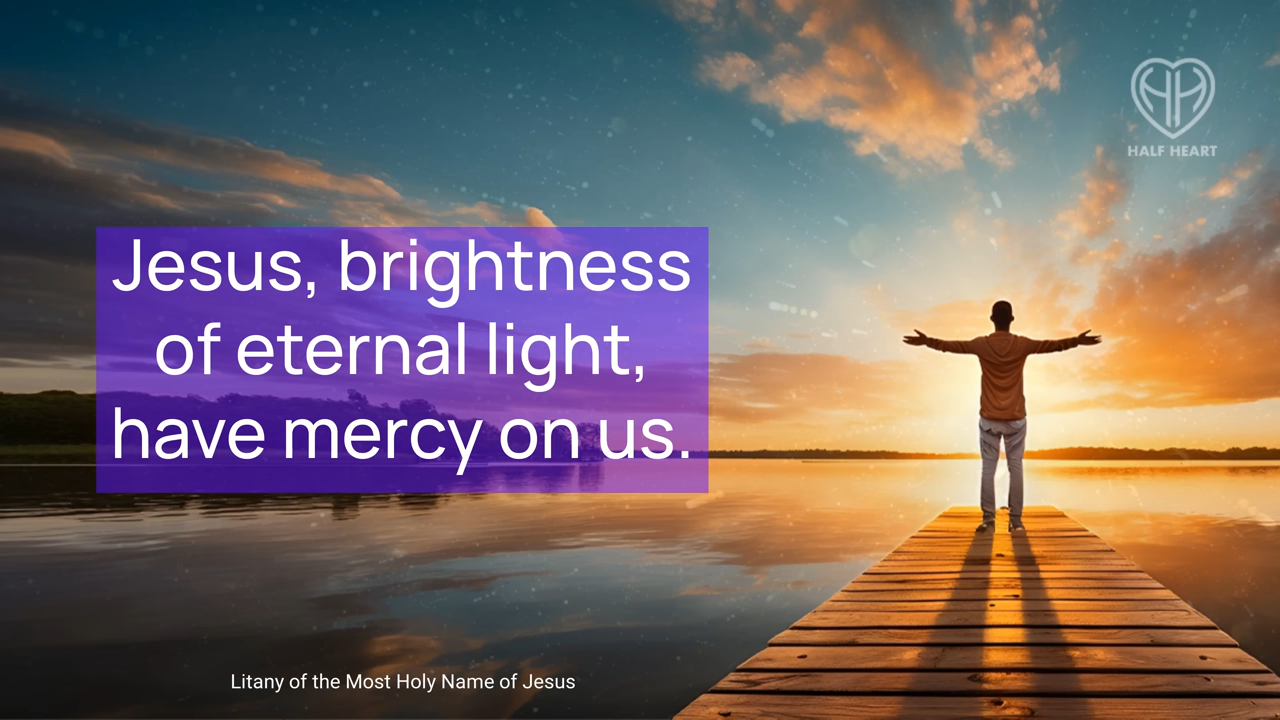 HALF HEART
Jesus, brightness
of eternal light,
have mercy on us.
Litany of the Most Holy Name of Jesus